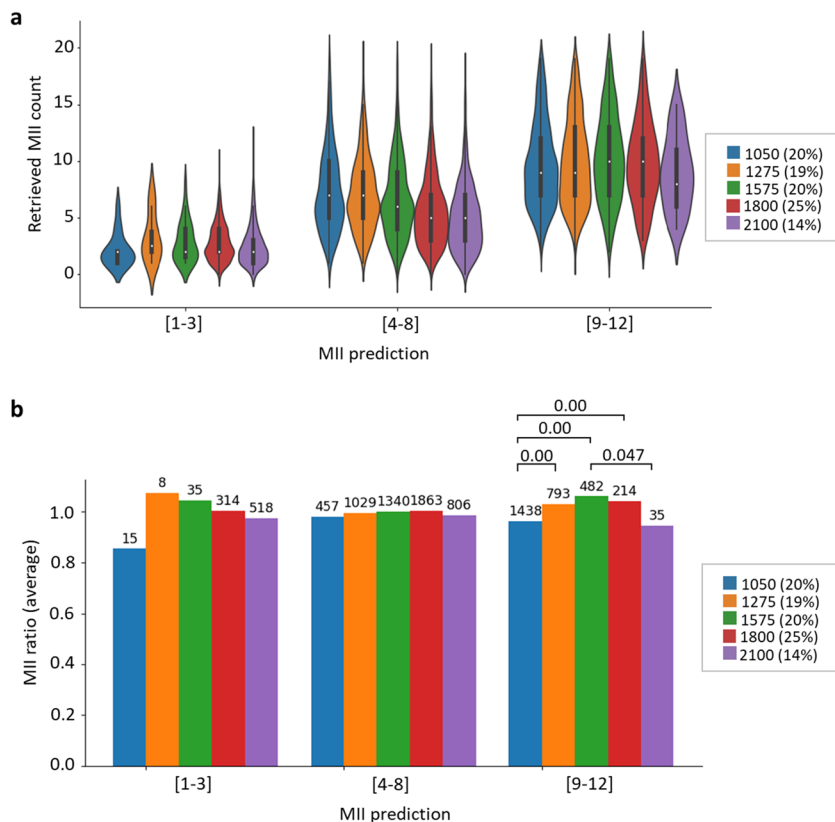 a
20
15
10
5
0
Retrieved MII count
[1-3] [4-8] [9-12]
MII prediction
1050 (20%)
1275 (19%)
1575 (20%)
1800 (25%)
2100 (14%)
b
0.00
0.00
0.00 0.047
15 8 35 314 518 457 1029 1340 1863 806 1438 793 482 214 35
1.0
0.8
0.6
0.4
0.2
0.0
MII ratio (average)
[1-3] [4-8] [9-12]
MII prediction
1050 (20%)
1275 (19%)
1575 (20%)
1800 (25%)
2100 (14%)